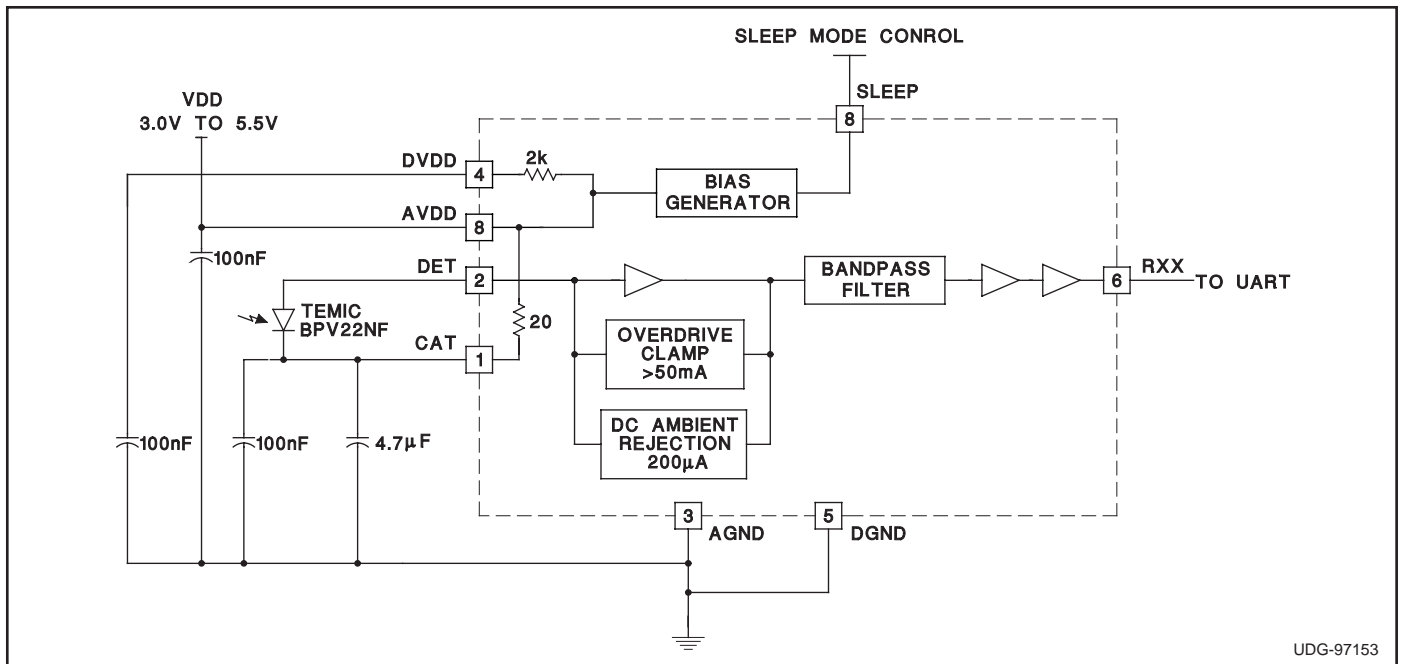 SLEEP MODE CONROL
SLEEP
8
VDD
3.0V TO 5.5V
DVDD
4
2k
BIAS
GENERATOR
AVDD
8
100nF
DET
2
BANDPASS
FILTER
6
RXX
TO UART
TEMIC
BPV22NF
20
CAT
1
OVERDRIVE
CLAMP
>50mA
100nF
100nF
4.7µF
DC AMBIENT
REJECTION
200µA
3
AGND
5
DGND
UDG-97153